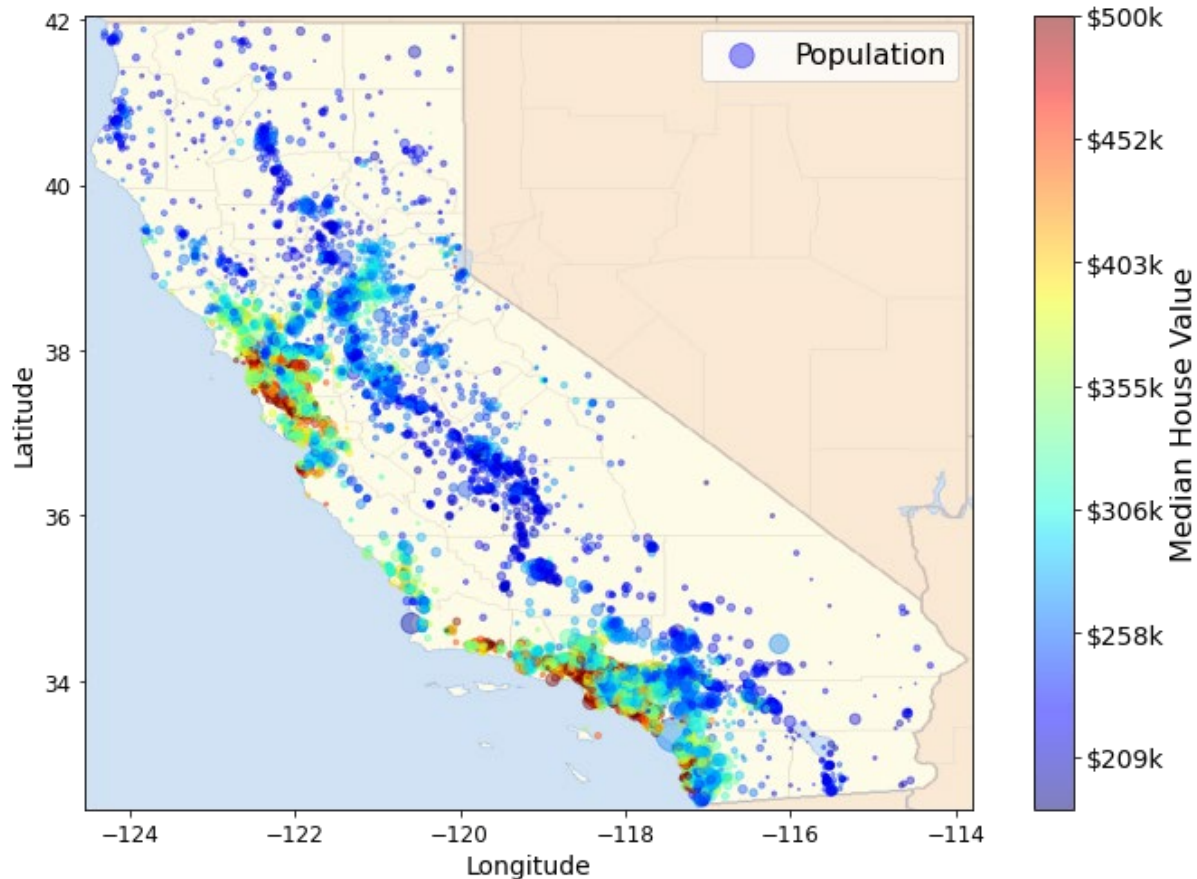 42
40
38
36
34
Latitude
−124
−122
−120
−118
−116
−114
Longitude
Population
$500k
$452k
$403k
$355k
$306k
$258k
$209k
Median House Value